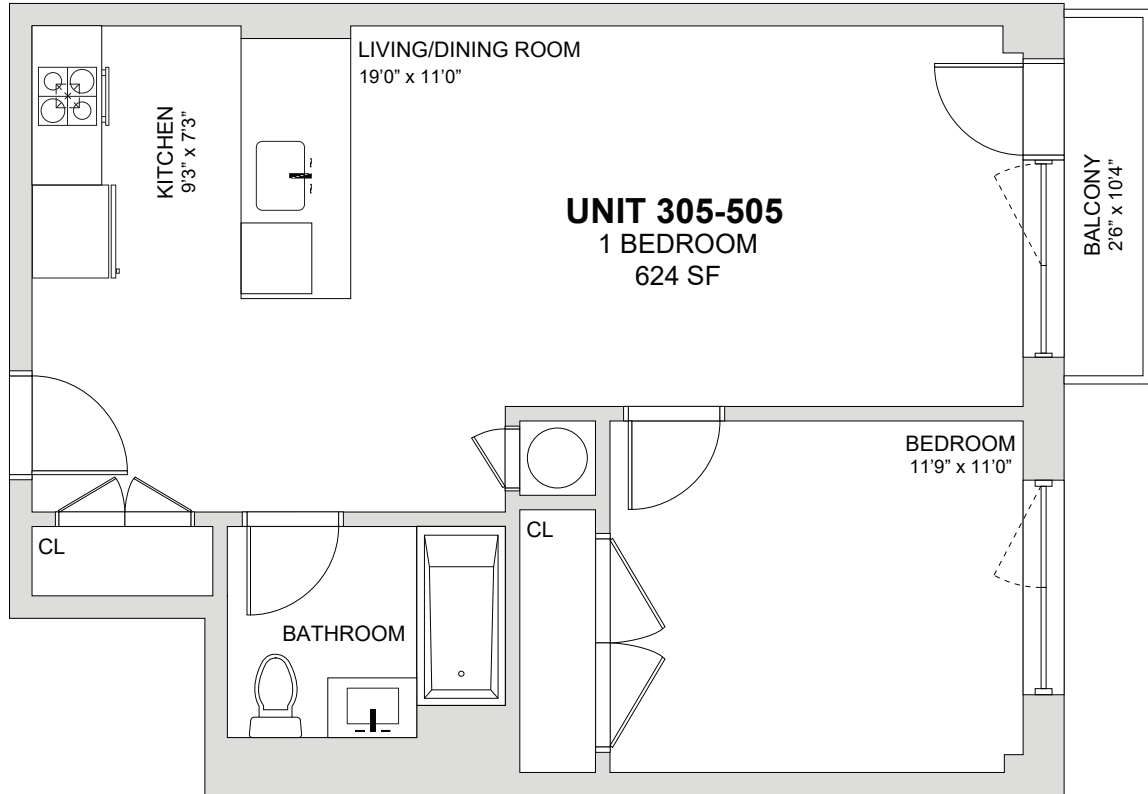 LIVING/DINING ROOM
19’0” x 11’0”
KITCHEN
9’3” x 7’3”
UNIT 305-505
1 BEDROOM
624 SF
BALCONY
2’6” x 10’4”
BEDROOM
11’9” x 11’0”
CL
CL
BATHROOM